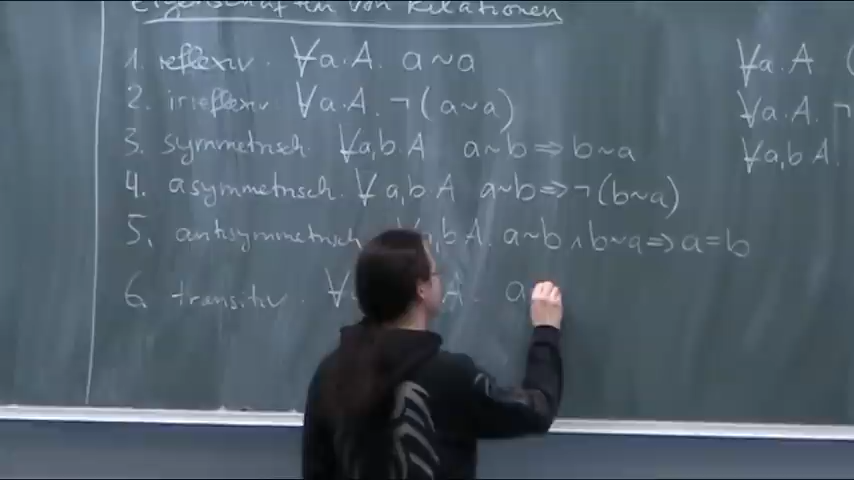 Eigenschaften von Relationen
1. reflexiv. ∀a.A. a~a
2. irreflexiv. ∀a.A. ¬(a~a)
3. symmetrisch. ∀a,b.A a~b ⇒ b~a
4. asymmetrisch. ∀a,b.A a~b ⇒ ¬(b~a)
5. antisymmetrisch ∀a,b.A. a~b ∧ b~a ⇒ a=b
6. transitiv. ∀ A. a
∀a.A (
∀a.A. ¬
∀a,b A.